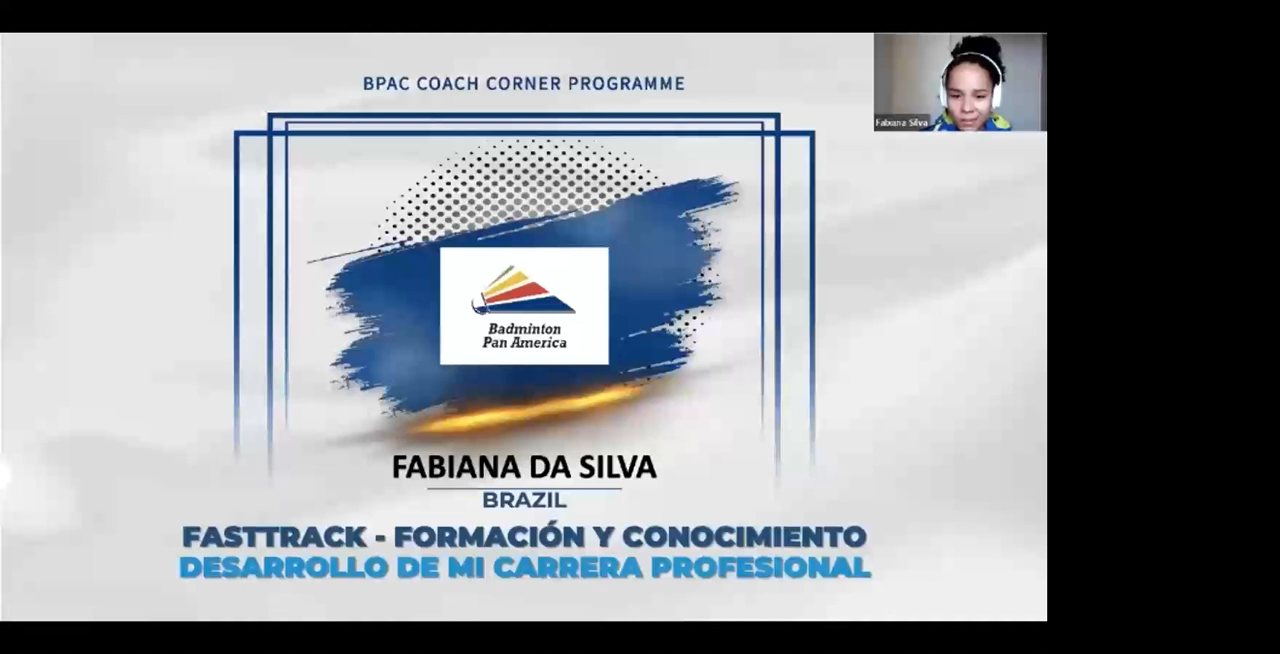 BPAC COACH CORNER PROGRAMME
Fabiana Silva
Badminton
Pan America
FABIANA DA SILVA
BRAZIL
FASTTRACK - FORMACIÓN Y CONOCIMIENTO
DESARROLLO DE MI CARRERA PROFESIONAL